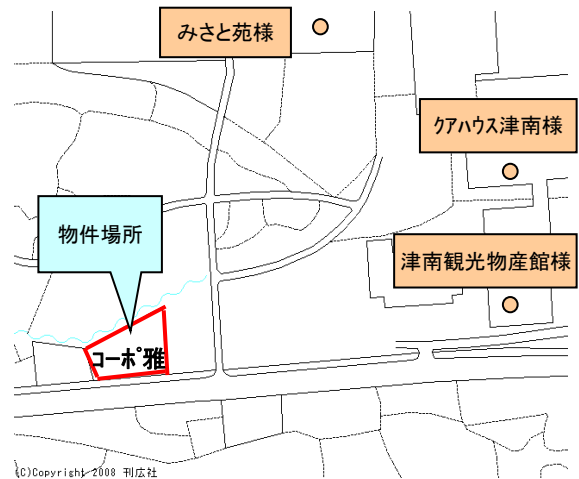 みさと苑様
クアハウス津南様
物件場所
津南観光物産館様
コーポ雅
(C)Copyright 2008 刊広社